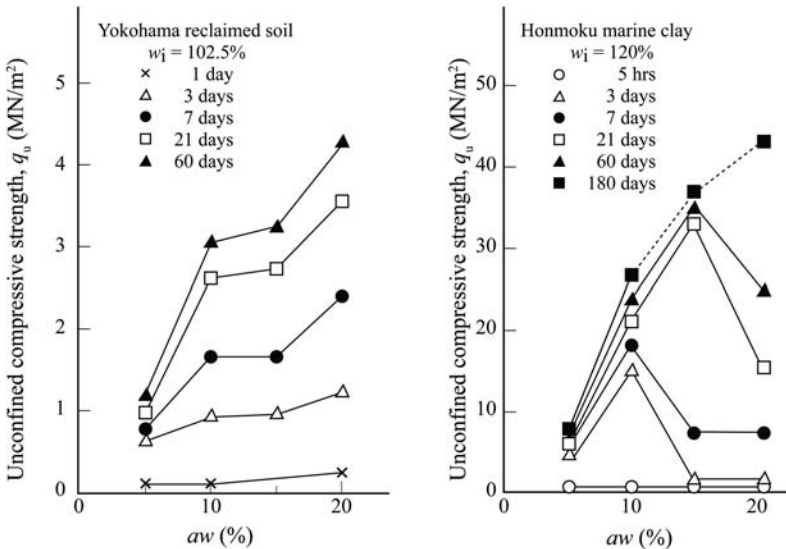 Yokohama reclaimed soil
wi = 102.5%
1 day
3 days
7 days
21 days
60 days
Unconfined compressive strength, qu (MN/m²)
5
4
3
2
1
0
0
10
20
aw (%)
Honmoku marine clay
wi = 120%
5 hrs
3 days
7 days
21 days
60 days
180 days
Unconfined compressive strength, qu (MN/m²)
50
40
30
20
10
0
0
10
20
aw (%)